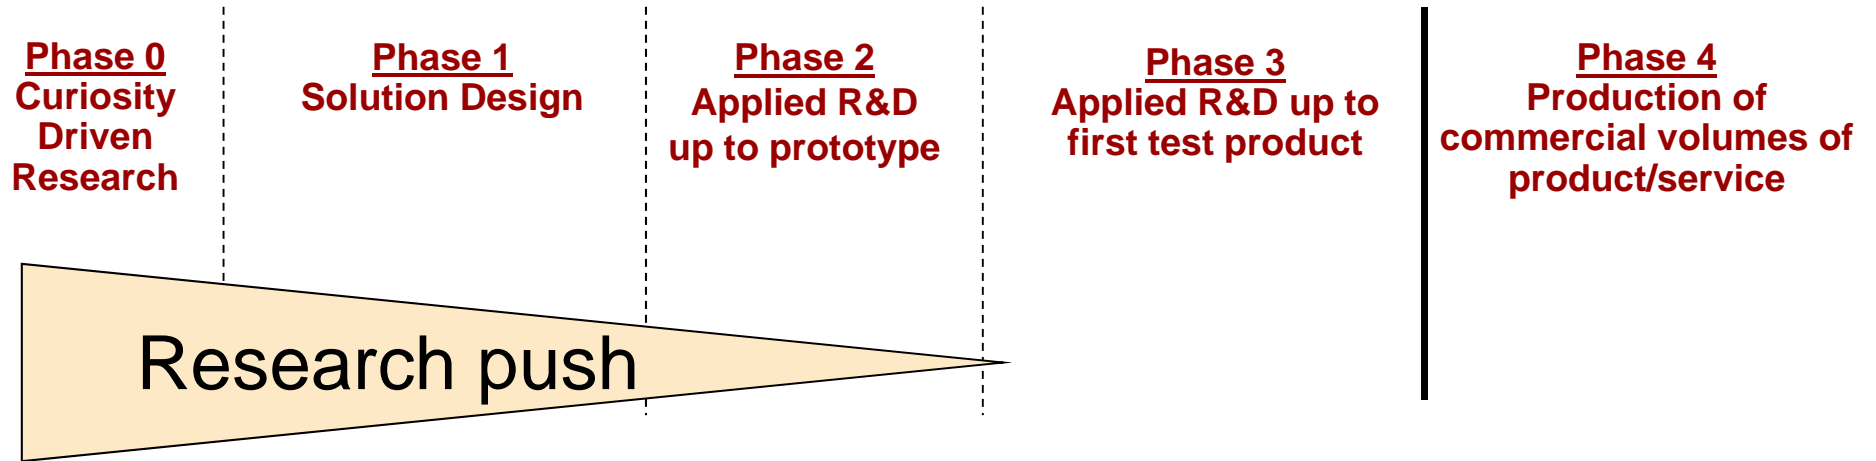 Phase 0
Curiosity
Driven
Research
Phase 1
Solution Design
Phase 2
Applied R&D
up to prototype
Phase 3
Applied R&D up to
first test product
Phase 4
Production of
commercial volumes of
product/service
Research push